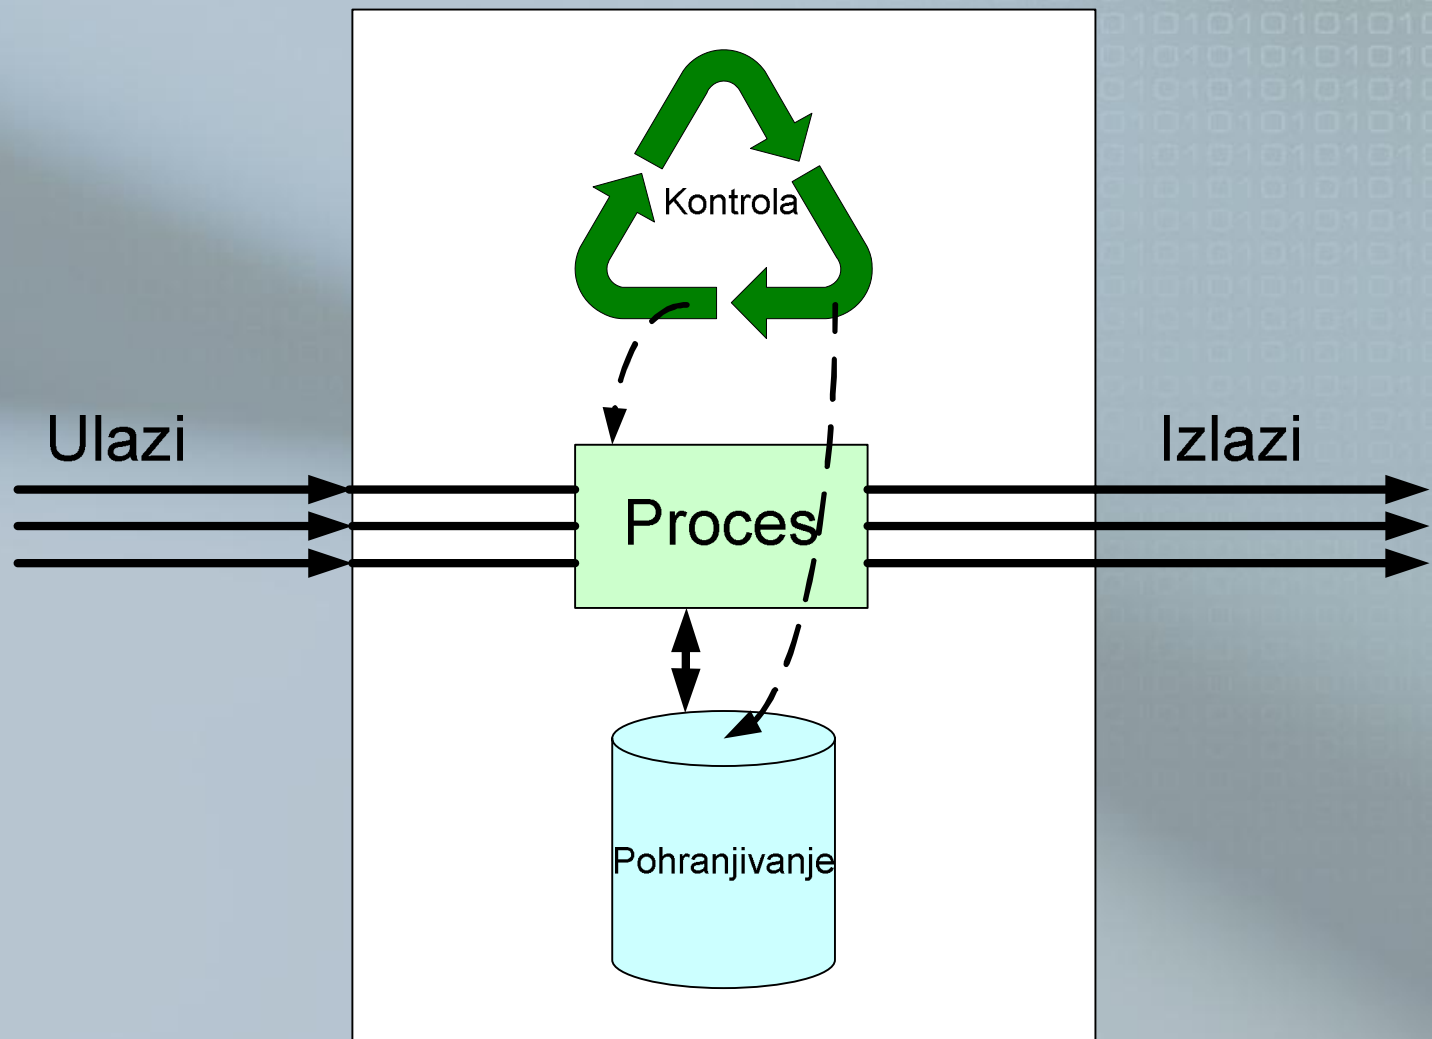 Kontrola
Ulazi
Izlazi
Proces
Pohranjivanje